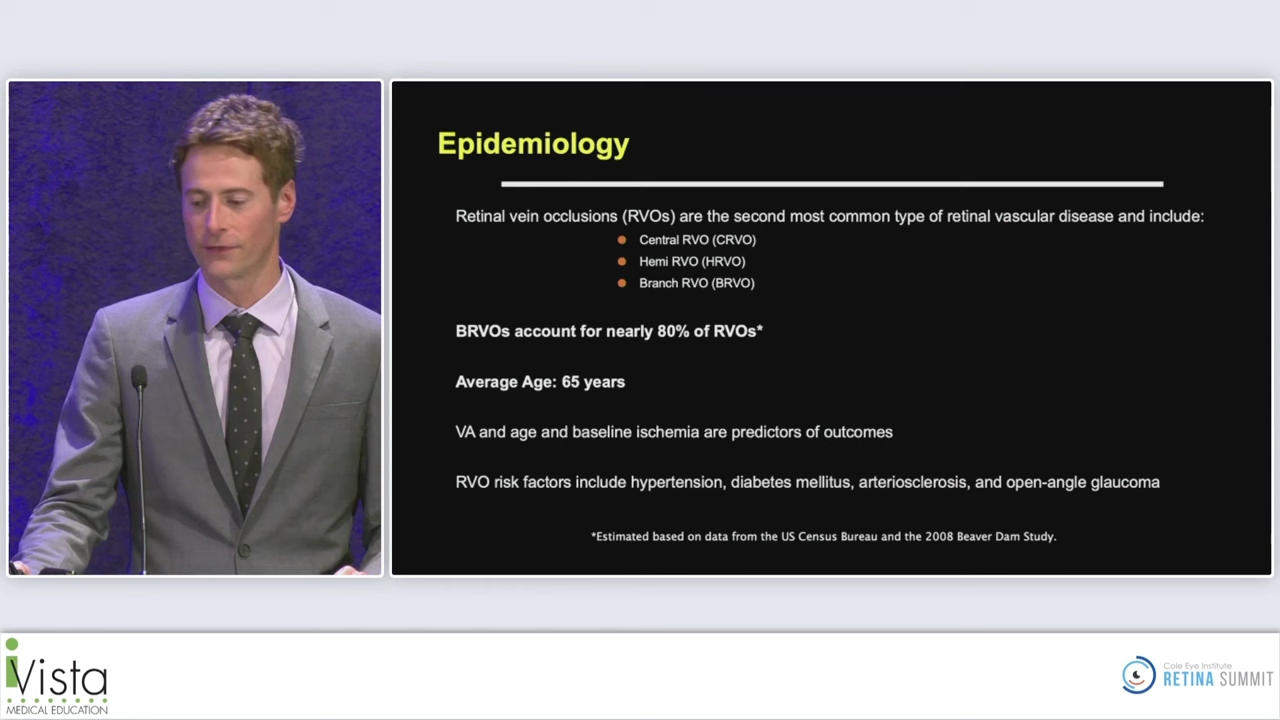 Epidemiology
Retinal vein occlusions (RVOs) are the second most common type of retinal vascular disease and include:
Central RVO (CRVO)
Hemi RVO (HRVO)
Branch RVO (BRVO)
BRVOs account for nearly 80% of RVOs*
Average Age: 65 years
VA and age and baseline ischemia are predictors of outcomes
RVO risk factors include hypertension, diabetes mellitus, arteriosclerosis, and open-angle glaucoma
*Estimated based on data from the US Census Bureau and the 2008 Beaver Dam Study.
iVista
MEDICAL EDUCATION
Cole Eye Institute
RETINA SUMMIT